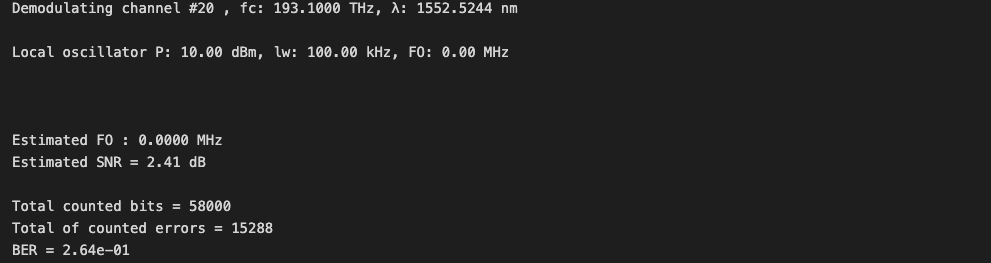 Demodulating channel #20 , fc: 193.1000 THz, λ: 1552.5244 nm
Local oscillator P: 10.00 dBm, lw: 100.00 kHz, FO: 0.00 MHz
Estimated FO : 0.0000 MHz
Estimated SNR = 2.41 dB
Total counted bits = 58000
Total of counted errors = 15288
BER = 2.64e-01